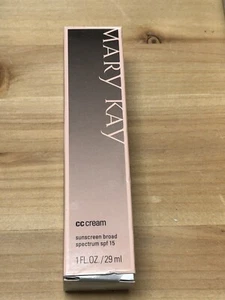 MARY KAY
cc cream
sunscreen broad
spectrum spf 15
1 FL.OZ./29 ml